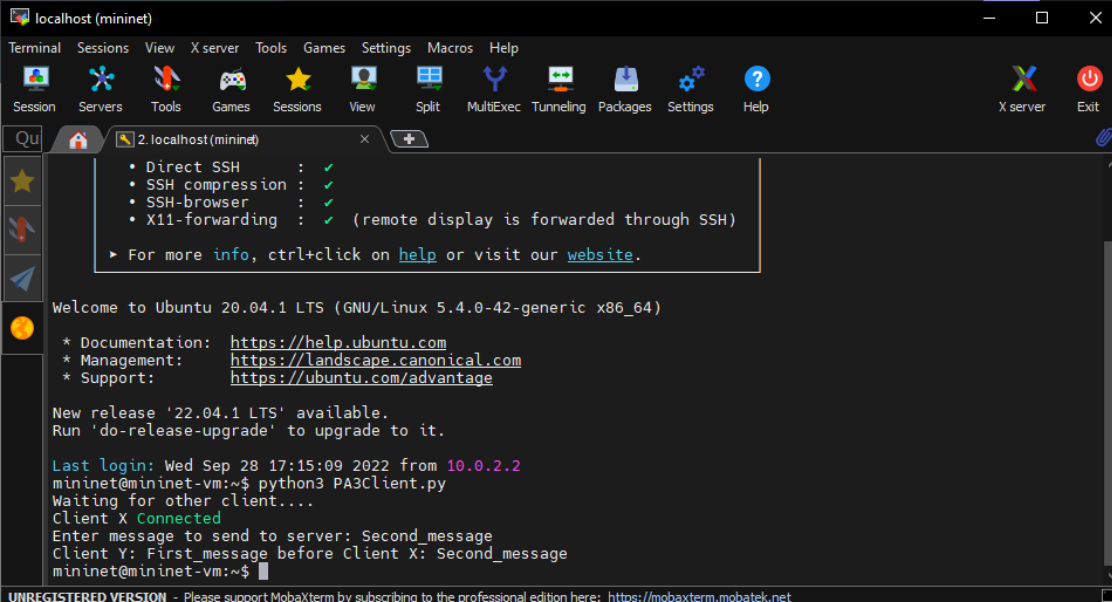 localhost (mininet)
Terminal Sessions View X server Tools Games Settings Macros Help
Session Servers Tools Games Sessions View Split MultiExec Tunneling Packages Settings Help X server Exit
Qu 2. localhost (mininet)
• Direct SSH : ✔
• SSH compression : ✔
• SSH-browser : ✔
• X11-forwarding : ✔ (remote display is forwarded through SSH)
► For more info, ctrl+click on help or visit our website.
Welcome to Ubuntu 20.04.1 LTS (GNU/Linux 5.4.0-42-generic x86_64)
* Documentation: https://help.ubuntu.com
* Management: https://landscape.canonical.com
* Support: https://ubuntu.com/advantage
New release '22.04.1 LTS' available.
Run 'do-release-upgrade' to upgrade to it.
Last login: Wed Sep 28 17:15:09 2022 from 10.0.2.2
mininet@mininet-vm:~$ python3 PA3Client.py
Waiting for other client....
Client X Connected
Enter message to send to server: Second_message
Client Y: First_message before Client X: Second_message
mininet@mininet-vm:~$
UNREGISTERED VERSION - Please support MobaXterm by subscribing to the professional edition here: https://mobaxterm.mobatek.net